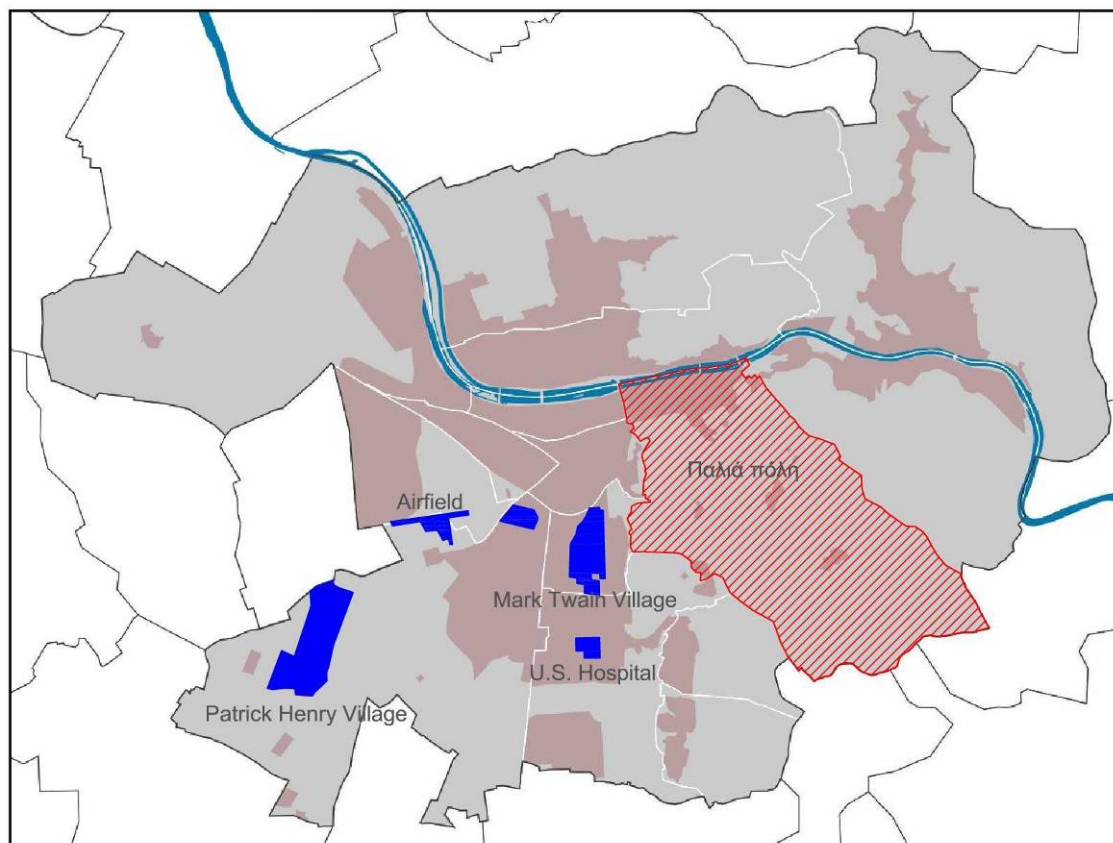 Παλιά πόλη
Airfield
Mark Twain Village
U.S. Hospital
Patrick Henry Village